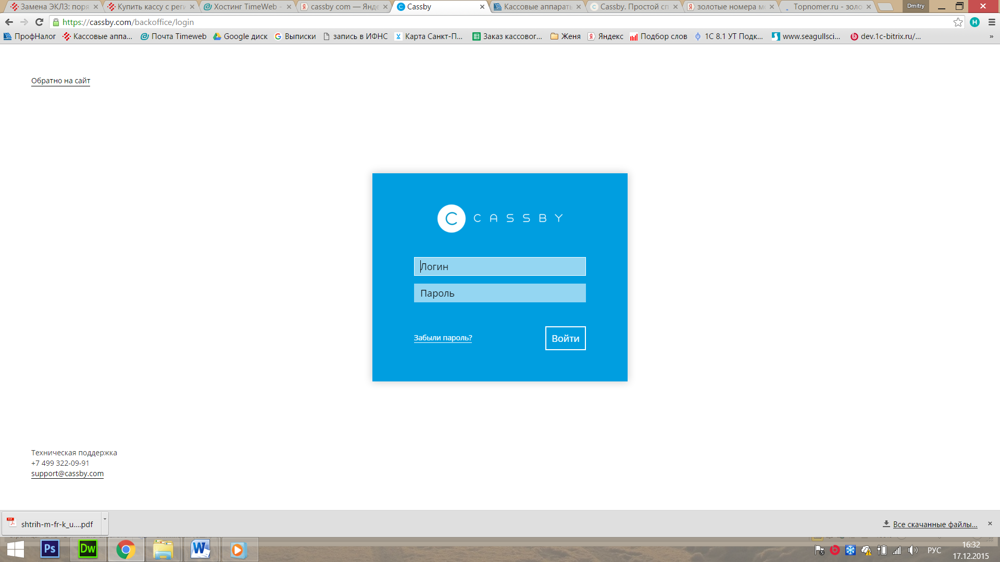 Замена ЭКЛЗ: поря
Купить кассу с реги
Хостинг TimeWeb -
cassby com — Янде
Cassby
Кассовые аппараты
Cassby. Простой сп
золотые номера мо
Topnomer.ru - золо
Dmitry
https://cassby.com/backoffice/login
ПрофНалог
Кассовые аппа...
Почта Timeweb
Google диск
Выписки
запись в ИФНС
Карта Санкт-П...
Заказ кассовог...
Женя
Яндекс
Подбор слов
1С 8.1 УТ Подк...
www.seagullsci...
dev.1c-bitrix.ru/...
»
Обратно на сайт
C CASSBY
Логин
Пароль
Забыли пароль?
Войти
Техническая поддержка
+7 499 322-09-91
support@cassby.com
shtrih-m-fr-k_u....pdf
Все скачанные файлы...
Ps
Dw
РУС
16:32
17.12.2015